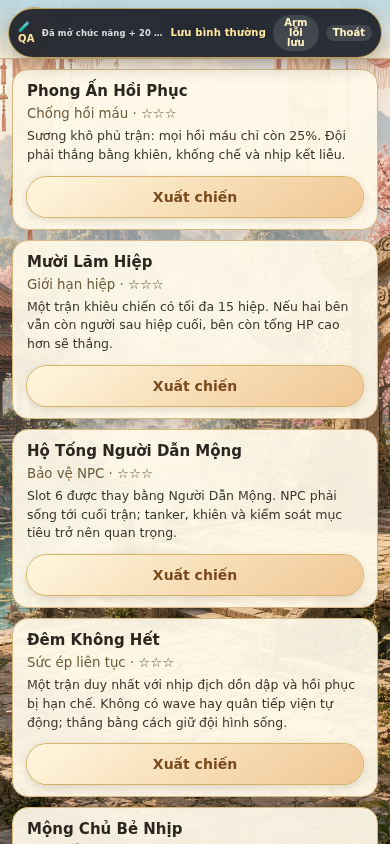 🧪 QA
Đã mở chức năng + 20 ...
Lưu bình thường
Arm lỗi lưu
Thoát
Phong Ấn Hồi Phục
Chống hồi máu · ☆☆☆
Sương khô phủ trận: mọi hồi máu chỉ còn 25%. Đội
phải thắng bằng khiên, khống chế và nhịp kết liễu.
Xuất chiến
Mười Lăm Hiệp
Giới hạn hiệp · ☆☆☆
Một trận khiêu chiến có tối đa 15 hiệp. Nếu hai bên
vẫn còn người sau hiệp cuối, bên còn tổng HP cao
hơn sẽ thắng.
Xuất chiến
Hộ Tống Người Dẫn Mộng
Bảo vệ NPC · ☆☆☆
Slot 6 được thay bằng Người Dẫn Mộng. NPC phải
sống tới cuối trận; tanker, khiên và kiểm soát mục
tiêu trở nên quan trọng.
Xuất chiến
Đêm Không Hết
Sức ép liên tục · ☆☆☆
Một trận duy nhất với nhịp địch dồn dập và hồi phục
bị hạn chế. Không có wave hay quân tiếp viện tự
động; thắng bằng cách giữ đội hình sống.
Xuất chiến
Mộng Chủ Bẻ Nhịp